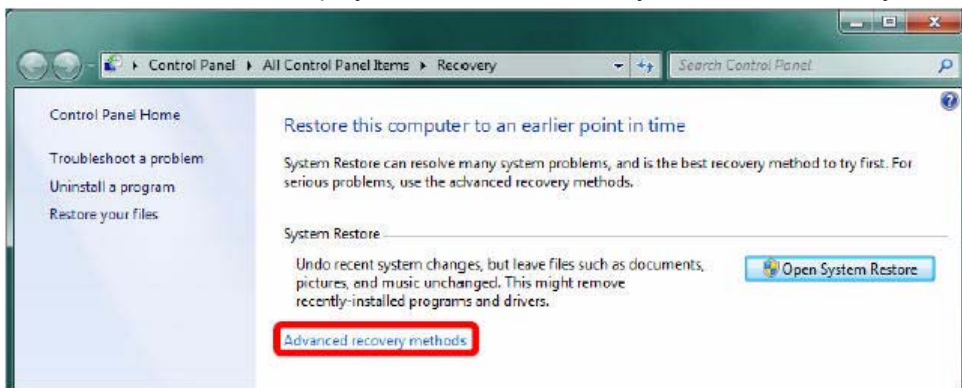 Control Panel ▸ All Control Panel Items ▸ Recovery
Search Control Panel
Control Panel Home
Troubleshoot a problem
Uninstall a program
Restore your files
Restore this computer to an earlier point in time
System Restore can resolve many system problems, and is the best recovery method to try first. For
serious problems, use the advanced recovery methods.
System Restore
Undo recent system changes, but leave files such as documents,
pictures, and music unchanged. This might remove
recently-installed programs and drivers.
Open System Restore
Advanced recovery methods